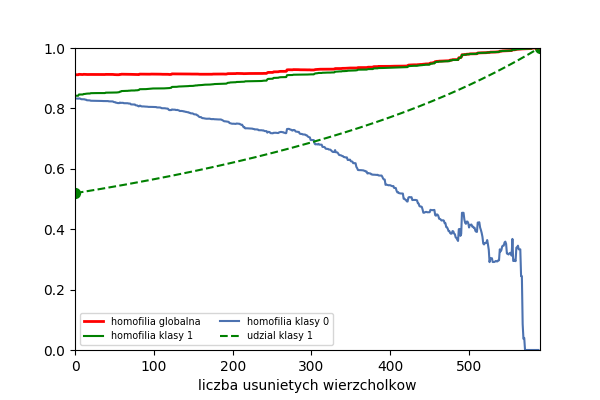 1.0
0.8
0.6
0.4
0.2
0.0
homofilia globalna
homofilia klasy 1
homofilia klasy 0
udzial klasy 1
0 100 200 300 400 500
liczba usunietych wierzcholkow